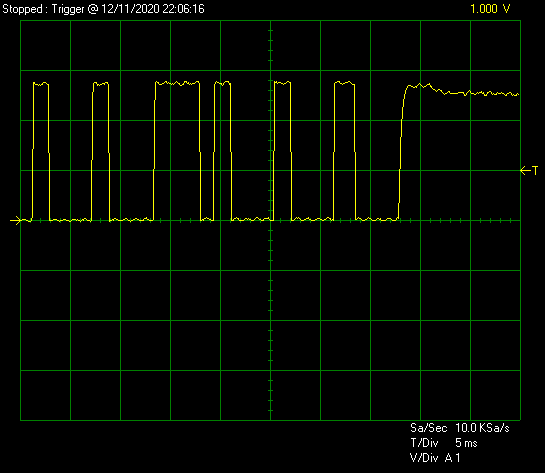 Stopped : Trigger @ 12/11/2020 22:06:16 1.000 V
T
Sa/Sec 10.0 KSa/s
T/Div 5 ms
V/Div A 1